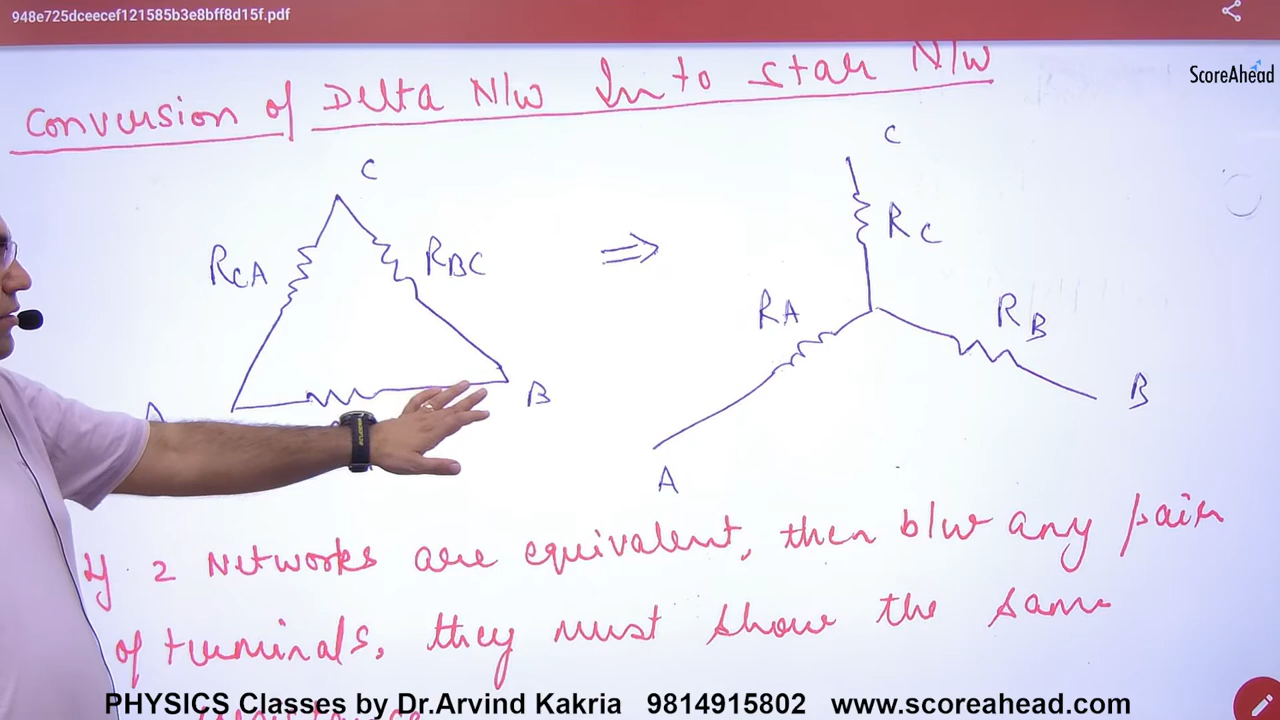 948e725dceecef121585b3e8bff8d15f.pdf
ScoreAhead
Conversion of Delta N/w Into star N/w
C
RCA
RBC
A
B
⇒
C
RC
RA
RB
A
B
If 2 Networks are equivalent, then b/w any pair
of terminals, they must show the same
resistance
PHYSICS Classes by Dr.Arvind Kakria 9814915802 www.scoreahead.com